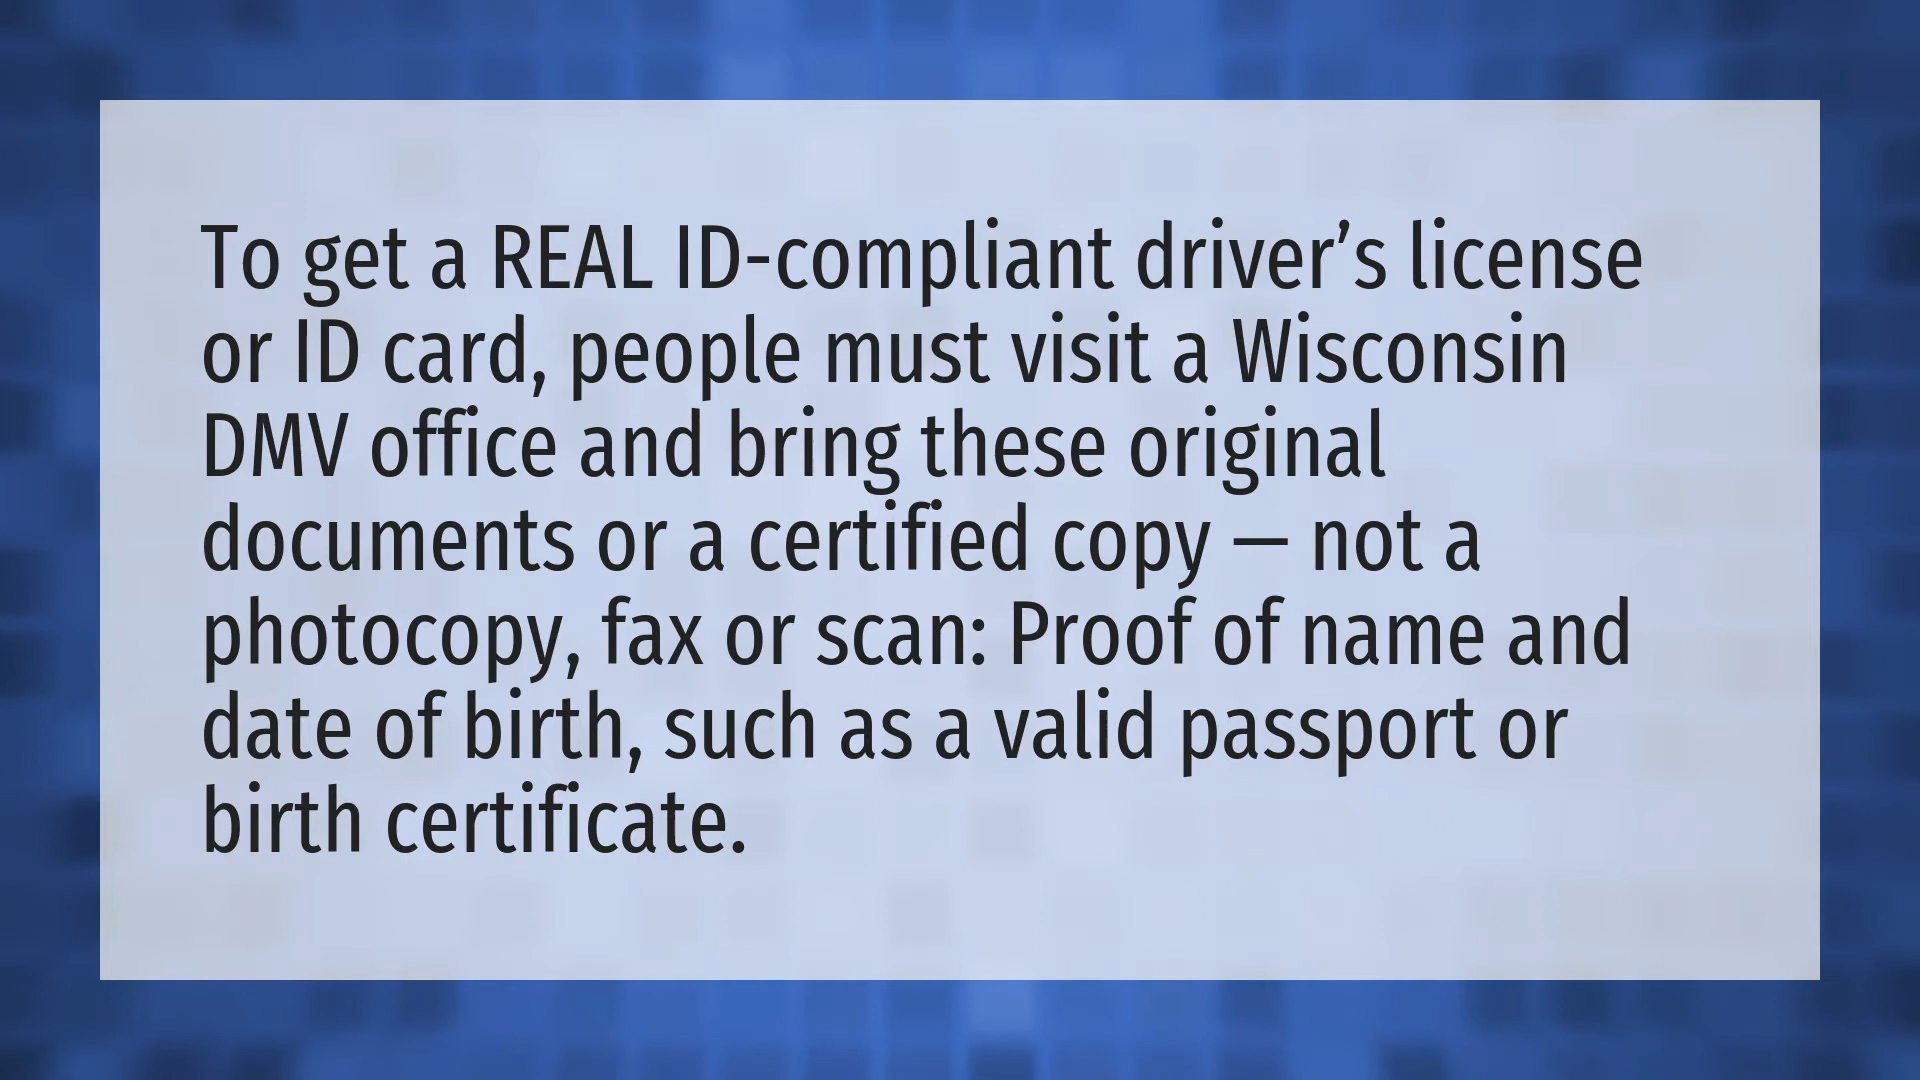 To get a REAL ID-compliant driver’s license
or ID card, people must visit a Wisconsin
DMV office and bring these original
documents or a certified copy — not a
photocopy, fax or scan: Proof of name and
date of birth, such as a valid passport or
birth certificate.